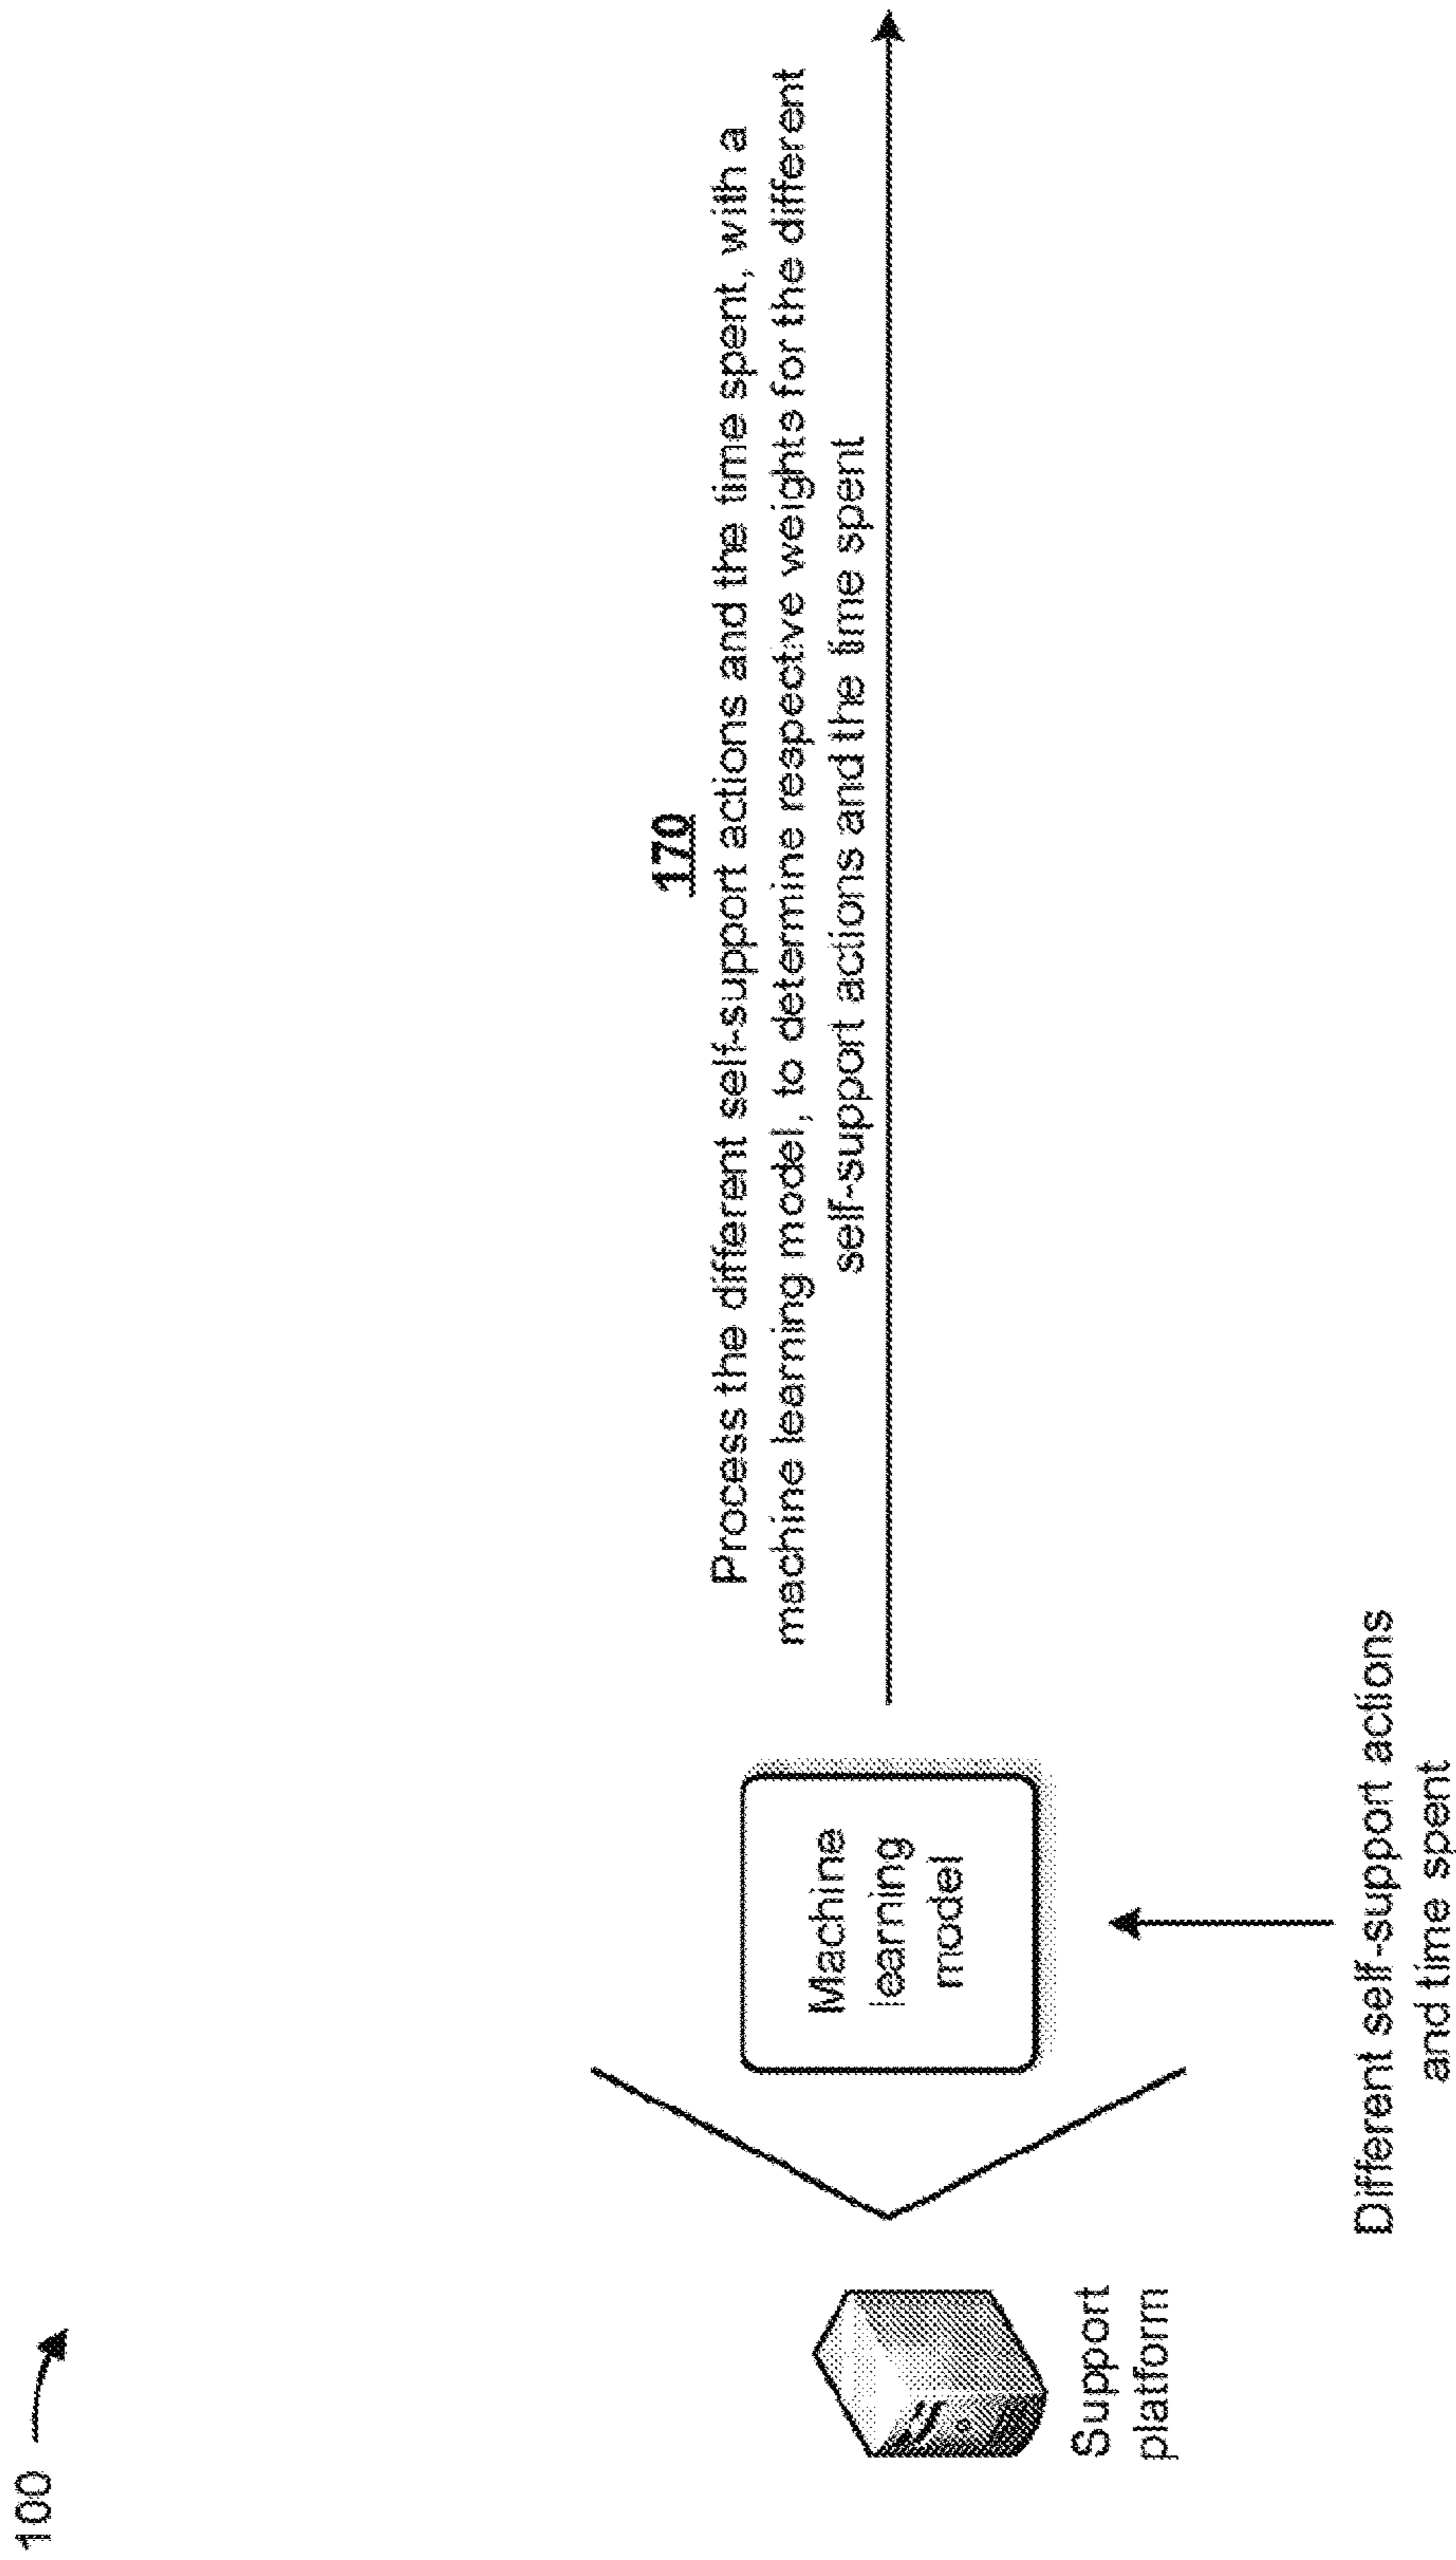 100
170
Process the different self-support actions and the time spent, with a
machine learning model, to determine respective weights for the different
self-support actions and the time spent
Machine
learning
model
Support
platform
Different self-support actions
and time spent